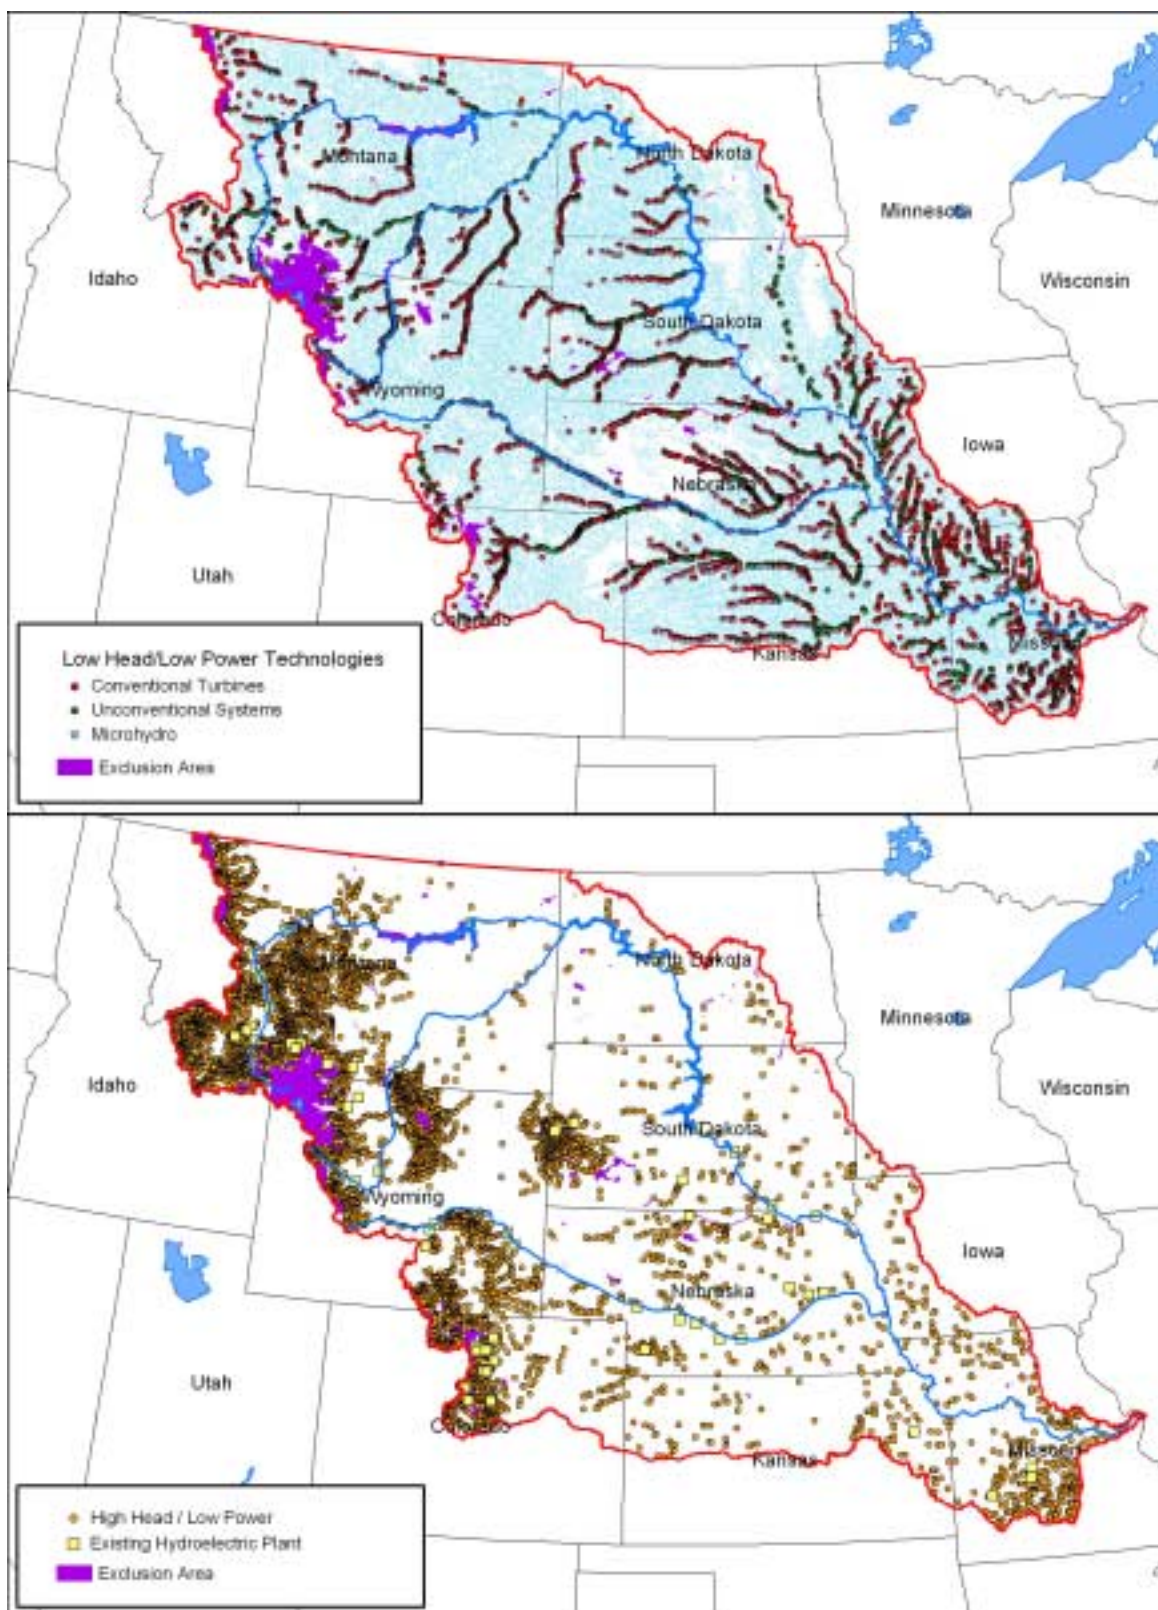 North Dakota
Montana
Minnesota
Idaho
Wisconsin
South Dakota
Wyoming
Iowa
Nebraska
Utah
Colorado
Missouri
Kansas
Low Head/Low Power Technologies
Conventional Turbines
Unconventional Systems
Microhydro
Exclusion Area
North Dakota
Montana
Minnesota
Idaho
Wisconsin
South Dakota
Wyoming
Iowa
Nebraska
Utah
Colorado
Missouri
Kansas
High Head / Low Power
Existing Hydroelectric Plant
Exclusion Area